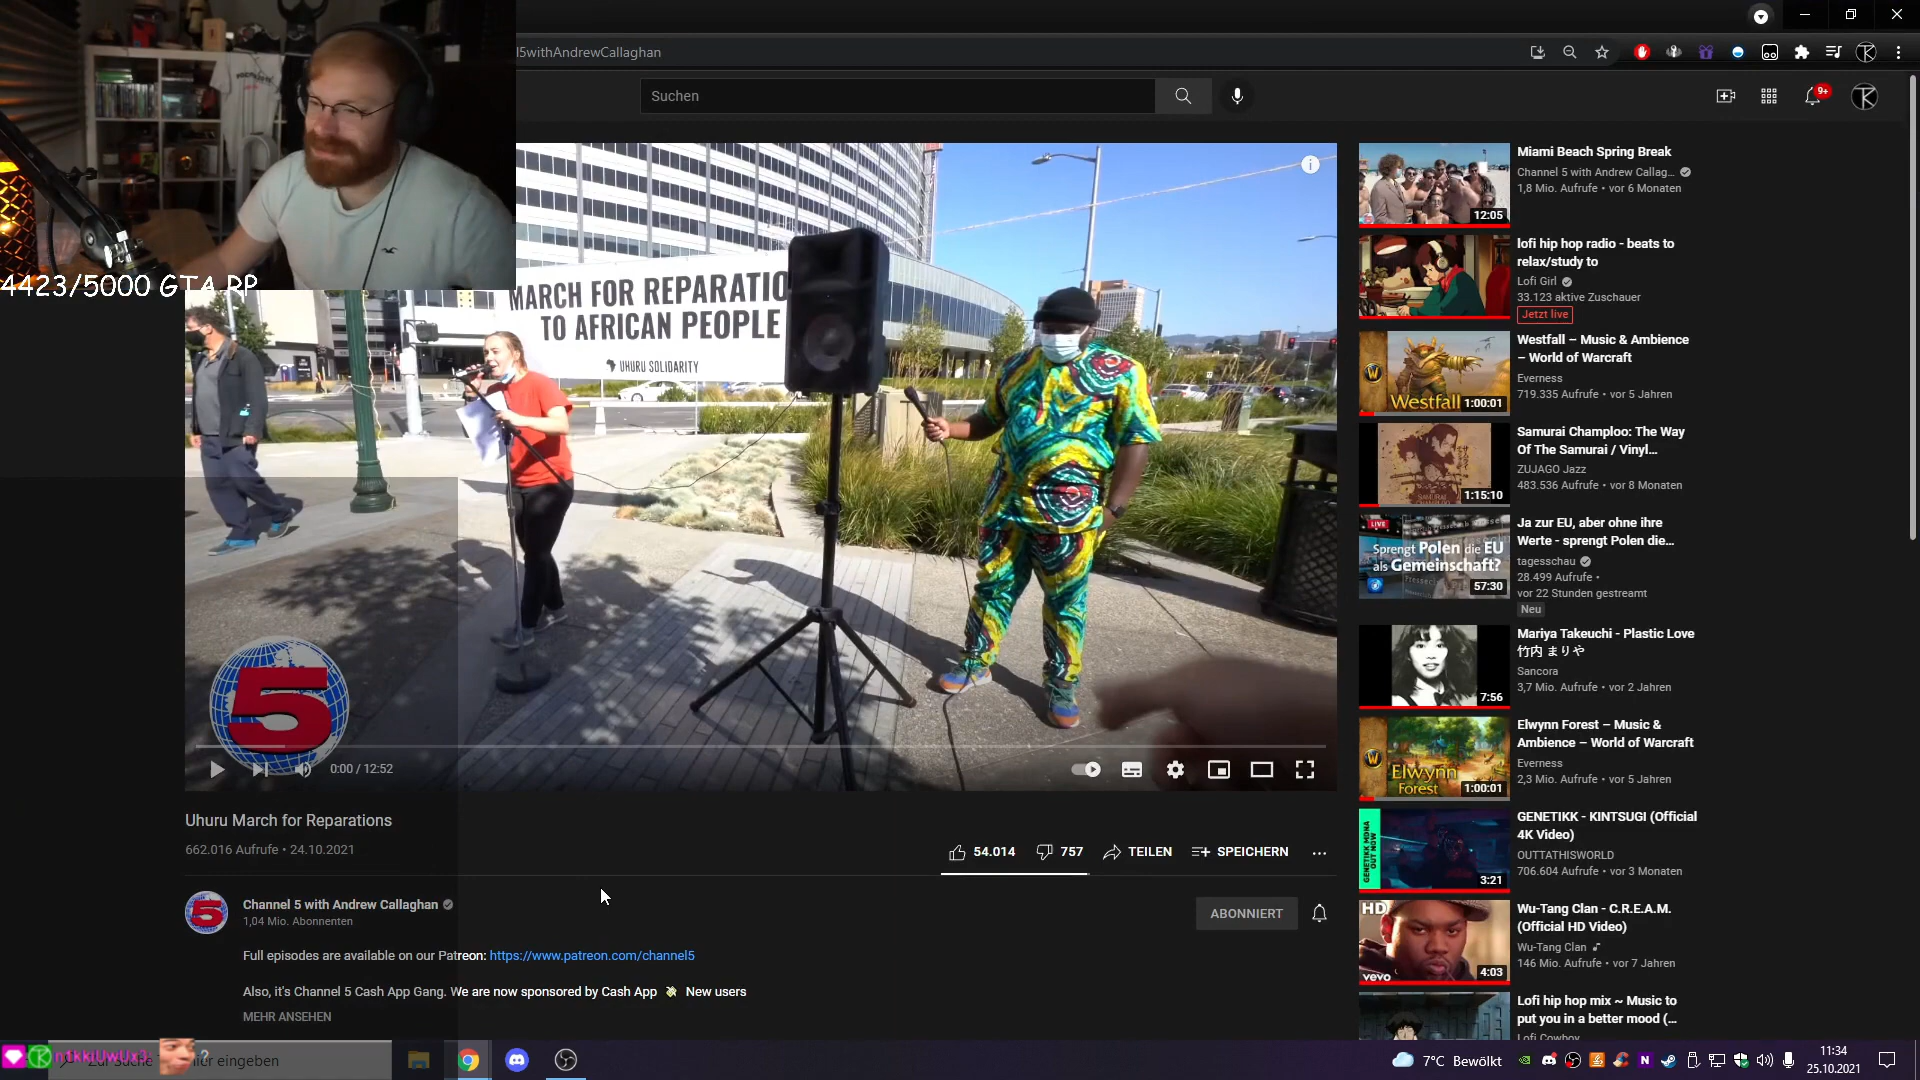 l5withAndrewCallaghan
Suchen
9+
4423/5000 GTA RP
MARCH FOR REPARATIO
TO AFRICAN PEOPLE
UHURU SOLIDARITY
5
0:00 / 12:52
Uhuru March for Reparations
662.016 Aufrufe • 24.10.2021
54.014
757
TEILEN
SPEICHERN
Channel 5 with Andrew Callaghan
1,04 Mio. Abonnenten
ABONNIERT
Full episodes are available on our Patreon: https://www.patreon.com/channel5
Also, it's Channel 5 Cash App Gang. We are now sponsored by Cash App 💸 New users
MEHR ANSEHEN
12:05
Miami Beach Spring Break
Channel 5 with Andrew Callag...
1,8 Mio. Aufrufe • vor 6 Monaten
lofi hip hop radio - beats to
relax/study to
Lofi Girl
33.123 aktive Zuschauer
Jetzt live
Westfall
1:00:01
Westfall – Music & Ambience
– World of Warcraft
Everness
719.335 Aufrufe • vor 5 Jahren
1:15:10
Samurai Champloo: The Way
Of The Samurai / Vinyl...
ZUJAGO Jazz
483.536 Aufrufe • vor 8 Monaten
LIVE
Sprengt Polen die EU
als Gemeinschaft?
57:30
Ja zur EU, aber ohne ihre
Werte - sprengt Polen die...
tagesschau
28.499 Aufrufe •
vor 22 Stunden gestreamt
Neu
7:56
Mariya Takeuchi - Plastic Love
竹内 まりや
Sancora
3,7 Mio. Aufrufe • vor 2 Jahren
Elwynn
Forest
1:00:01
Elwynn Forest – Music &
Ambience – World of Warcraft
Everness
2,3 Mio. Aufrufe • vor 5 Jahren
GENETIKK MDNA
OUT NOW
3:21
GENETIKK - KINTSUGI (Official
4K Video)
OUTTATHISWORLD
706.604 Aufrufe • vor 3 Monaten
HD
vevo
4:03
Wu-Tang Clan - C.R.E.A.M.
(Official HD Video)
Wu-Tang Clan
146 Mio. Aufrufe • vor 7 Jahren
Lofi hip hop mix ~ Music to
put you in a better mood (...
Lofi Cowboy
eingeben
7°C Bewölkt
11:34
25.10.2021